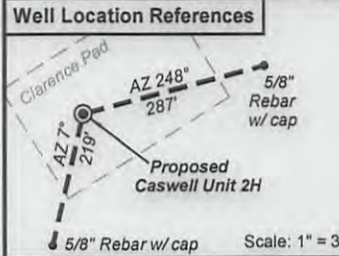 Well Location References
Clarence Pad
AZ 248°
287'
5/8"
Rebar
w/ cap
AZ 7°
219'
Proposed
Caswell Unit 2H
5/8" Rebar w/ cap
Scale: 1" = 3